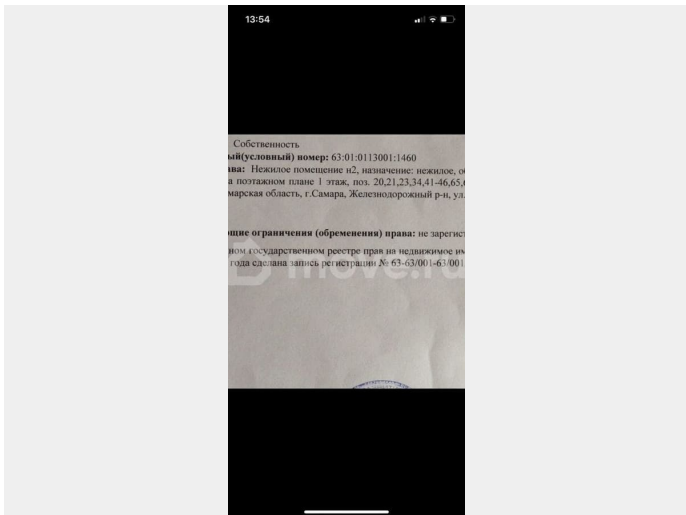 13:54
Собственность
ый(условный) номер: 63:01:0113001:1460
ава: Нежилое помещение н2, назначение: нежилое, об
а поэтажном плане 1 этаж, поз. 20,21,23,34,41-46,65,6
марская область, г.Самара, Железнодорожный р-н, ул.
ющие ограничения (обременения) права: не зарегист
ном государственном реестре прав на недвижимое им
года сделана запись регистрации № 63-63/001-63/001
move.ru